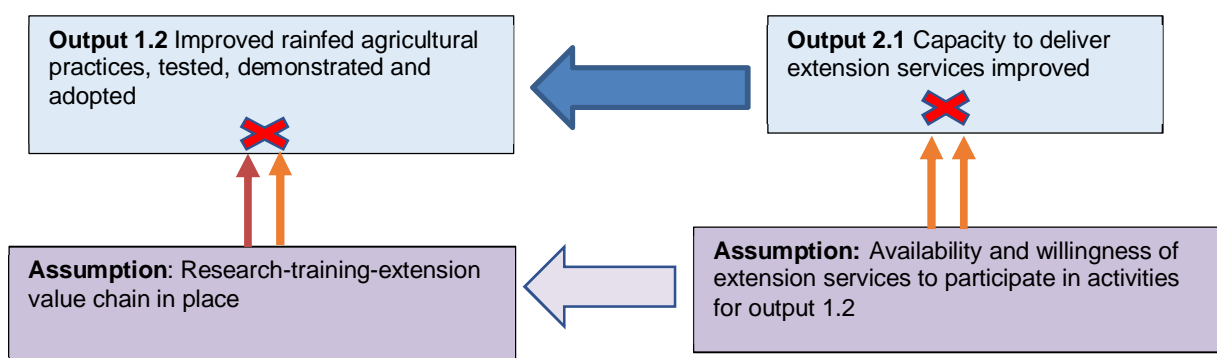 Output 1.2 Improved rainfed agricultural
practices, tested, demonstrated and
adopted
Output 2.1 Capacity to deliver
extension services improved
Assumption: Research-training-extension
value chain in place
Assumption: Availability and willingness of
extension services to participate in activities
for output 1.2